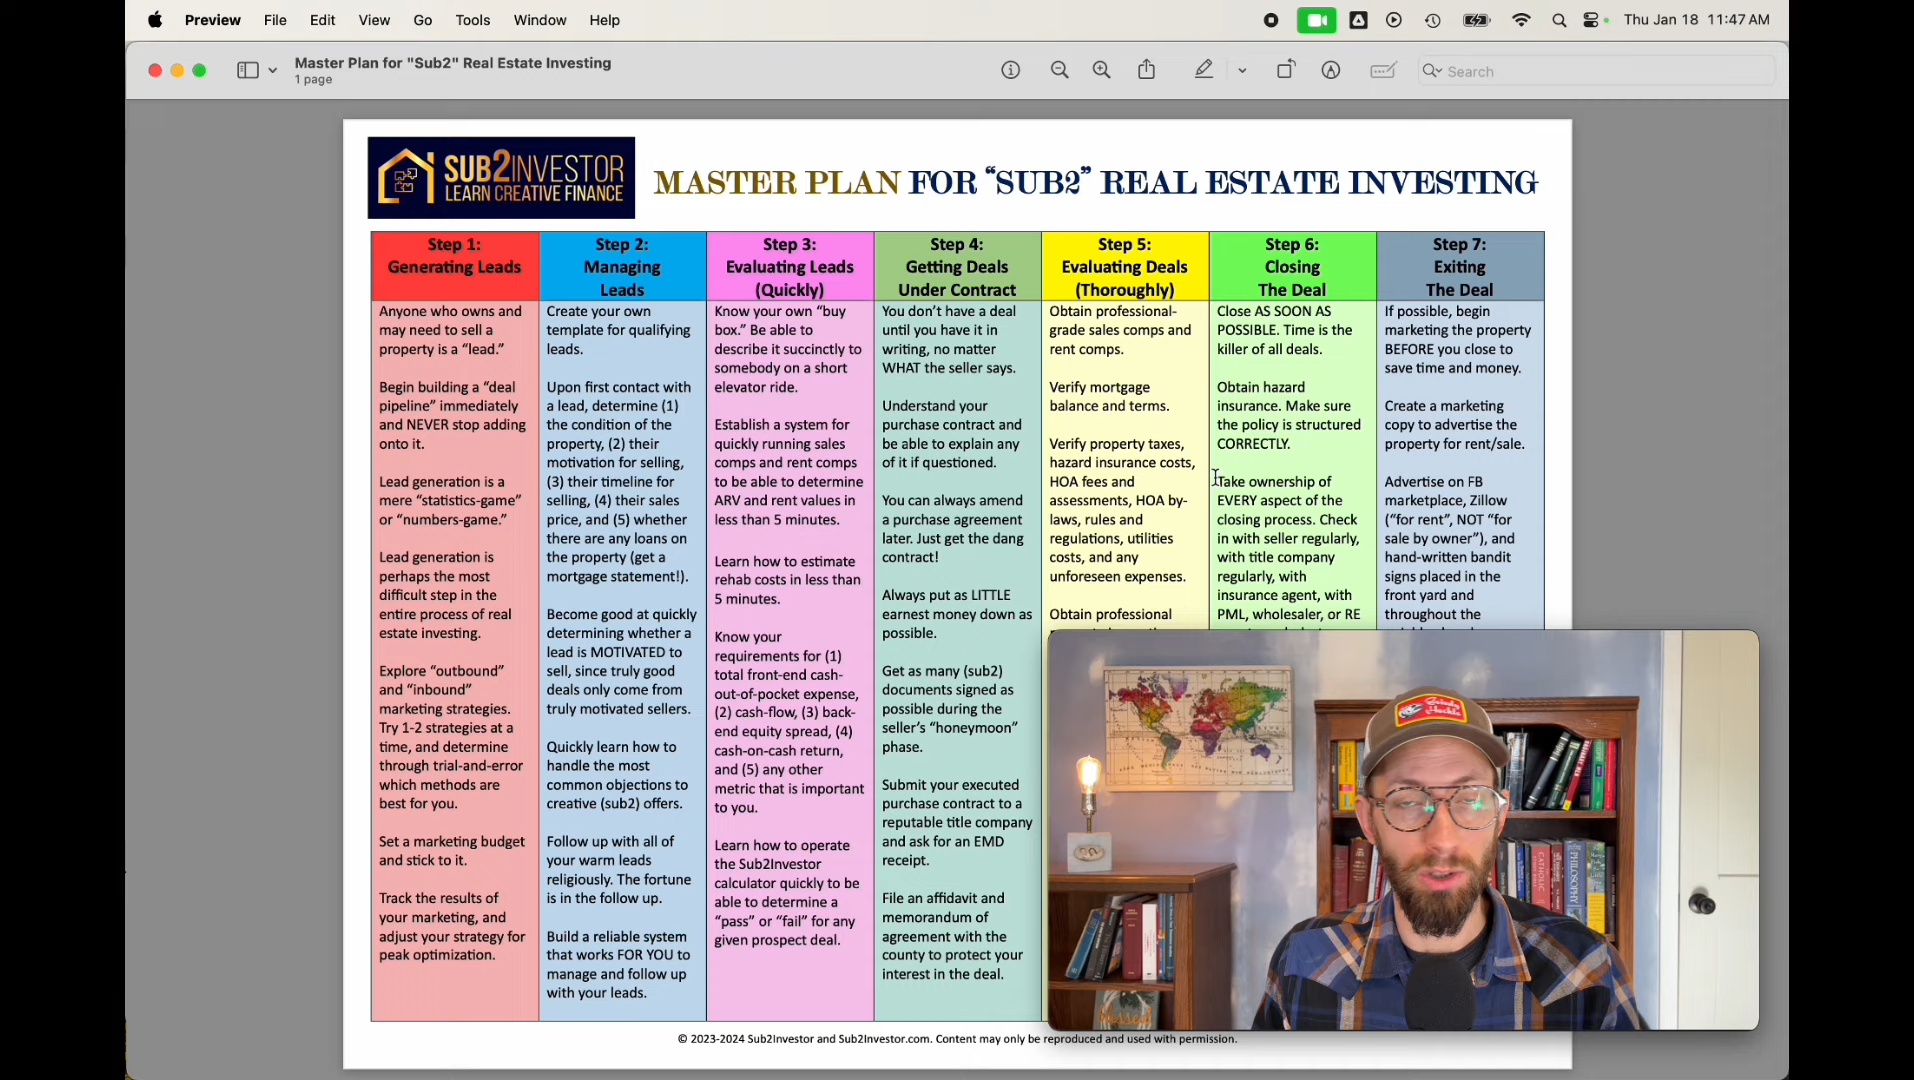 Preview File Edit View Go Tools Window Help
Thu Jan 18 11:47 AM
Master Plan for "Sub2" Real Estate Investing
1 page
Search
SUB2INVESTOR
LEARN CREATIVE FINANCE
MASTER PLAN FOR “SUB2” REAL ESTATE INVESTING
Step 1:
Generating Leads
Anyone who owns and
may need to sell a
property is a “lead.”
Begin building a “deal
pipeline” immediately
and NEVER stop adding
onto it.
Lead generation is a
mere “statistics-game”
or “numbers-game.”
Lead generation is
perhaps the most
difficult step in the
entire process of real
estate investing.
Explore “outbound”
and “inbound”
marketing strategies.
Try 1-2 strategies at a
time, and determine
through trial-and-error
which methods are
best for you.
Set a marketing budget
and stick to it.
Track the results of
your marketing, and
adjust your strategy for
peak optimization.
Step 2:
Managing
Leads
Create your own
template for qualifying
leads.
Upon first contact with
a lead, determine (1)
the condition of the
property, (2) their
motivation for selling,
(3) their timeline for
selling, (4) their sales
price, and (5) whether
there are any loans on
the property (get a
mortgage statement!).
Become good at quickly
determining whether a
lead is MOTIVATED to
sell, since truly good
deals only come from
truly motivated sellers.
Quickly learn how to
handle the most
common objections to
creative (sub2) offers.
Follow up with all of
your warm leads
religiously. The fortune
is in the follow up.
Build a reliable system
that works FOR YOU to
manage and follow up
with your leads.
Step 3:
Evaluating Leads
(Quickly)
Know your own “buy
box.” Be able to
describe it succinctly to
somebody on a short
elevator ride.
Establish a system for
quickly running sales
comps and rent comps
to be able to determine
ARV and rent values in
less than 5 minutes.
Learn how to estimate
rehab costs in less than
5 minutes.
Know your
requirements for (1)
total front-end cash-
out-of-pocket expense,
(2) cash-flow, (3) back-
end equity spread, (4)
cash-on-cash return,
and (5) any other
metric that is important
to you.
Learn how to operate
the Sub2Investor
calculator quickly to be
able to determine a
“pass” or “fail” for any
given prospect deal.
Step 4:
Getting Deals
Under Contract
You don’t have a deal
until you have it in
writing, no matter
WHAT the seller says.
Understand your
purchase contract and
be able to explain any
of it if questioned.
You can always amend
a purchase agreement
later. Just get the dang
contract!
Always put as LITTLE
earnest money down as
possible.
Get as many (sub2)
documents signed as
possible during the
seller’s “honeymoon”
phase.
Submit your executed
purchase contract to a
reputable title company
and ask for an EMD
receipt.
File an affidavit and
memorandum of
agreement with the
county to protect your
interest in the deal.
Step 5:
Evaluating Deals
(Thoroughly)
Obtain professional-
grade sales comps and
rent comps.
Verify mortgage
balance and terms.
Verify property taxes,
hazard insurance costs,
HOA fees and
assessments, HOA by-
laws, rules and
regulations, utilities
costs, and any
unforeseen expenses.
Obtain professional
Step 6:
Closing
The Deal
Close AS SOON AS
POSSIBLE. Time is the
killer of all deals.
Obtain hazard
insurance. Make sure
the policy is structured
CORRECTLY.
Take ownership of
EVERY aspect of the
closing process. Check
in with seller regularly,
with title company
regularly, with
insurance agent, with
PML, wholesaler, or RE
Step 7:
Exiting
The Deal
If possible, begin
marketing the property
BEFORE you close to
save time and money.
Create a marketing
copy to advertise the
property for rent/sale.
Advertise on FB
marketplace, Zillow
(“for rent”, NOT “for
sale by owner”), and
hand-written bandit
signs placed in the
front yard and
throughout the
PHILOSOPHY
CATHOLIC
© 2023-2024 Sub2Investor and Sub2Investor.com. Content may only be reproduced and used with permission.